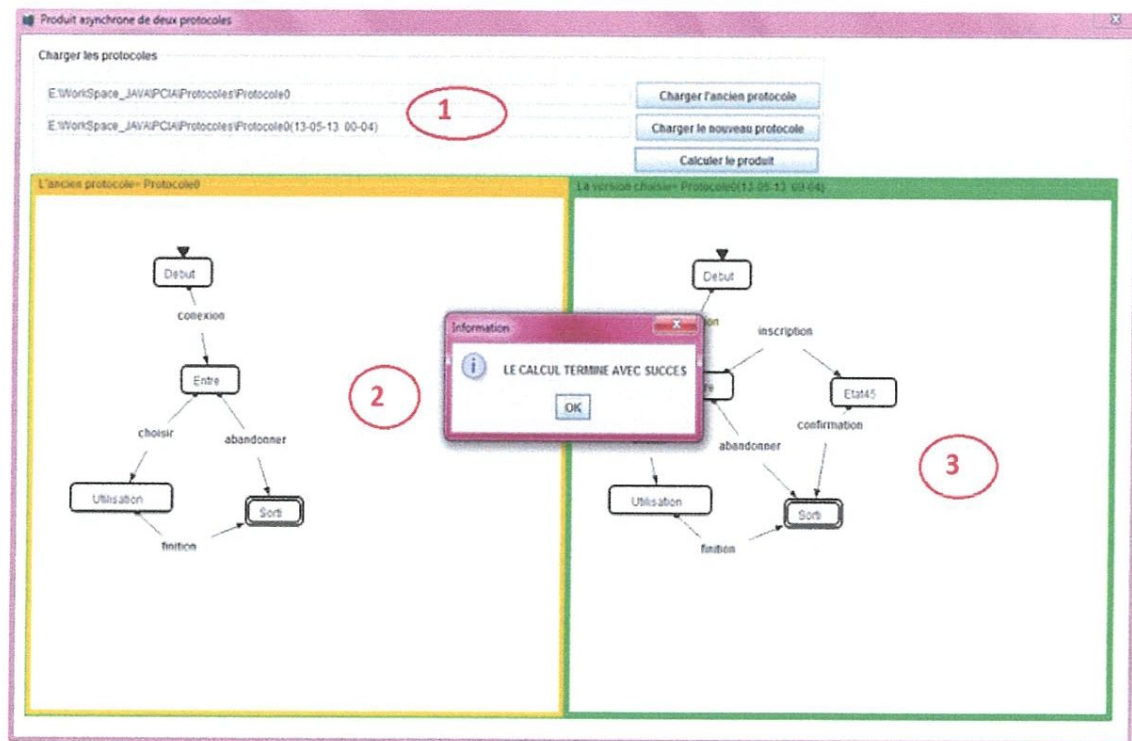 Produit asynchrone de deux protocoles
X
Charger les protocoles
E:\WorkSpace_JAVA\PCIA\Protocoles\Protocole0
Charger l'ancien protocole
1
E:\WorkSpace_JAVA\PCIA\Protocoles\Protocole0(13-05-13 00-04)
Charger le nouveau protocole
Calculer le produit
L'ancien protocole= Protocole0
Debut
conexion
Entre
2
choisir
abandonner
Utilisation
Sorti
finition
La version choisie= Protocole0(13-05-13 00-04)
Debut
inscription
Etat45
confirmation
abandonner
3
Utilisation
Sorti
finition
Information
X
LE CALCUL TERMINE AVEC SUCCES
OK